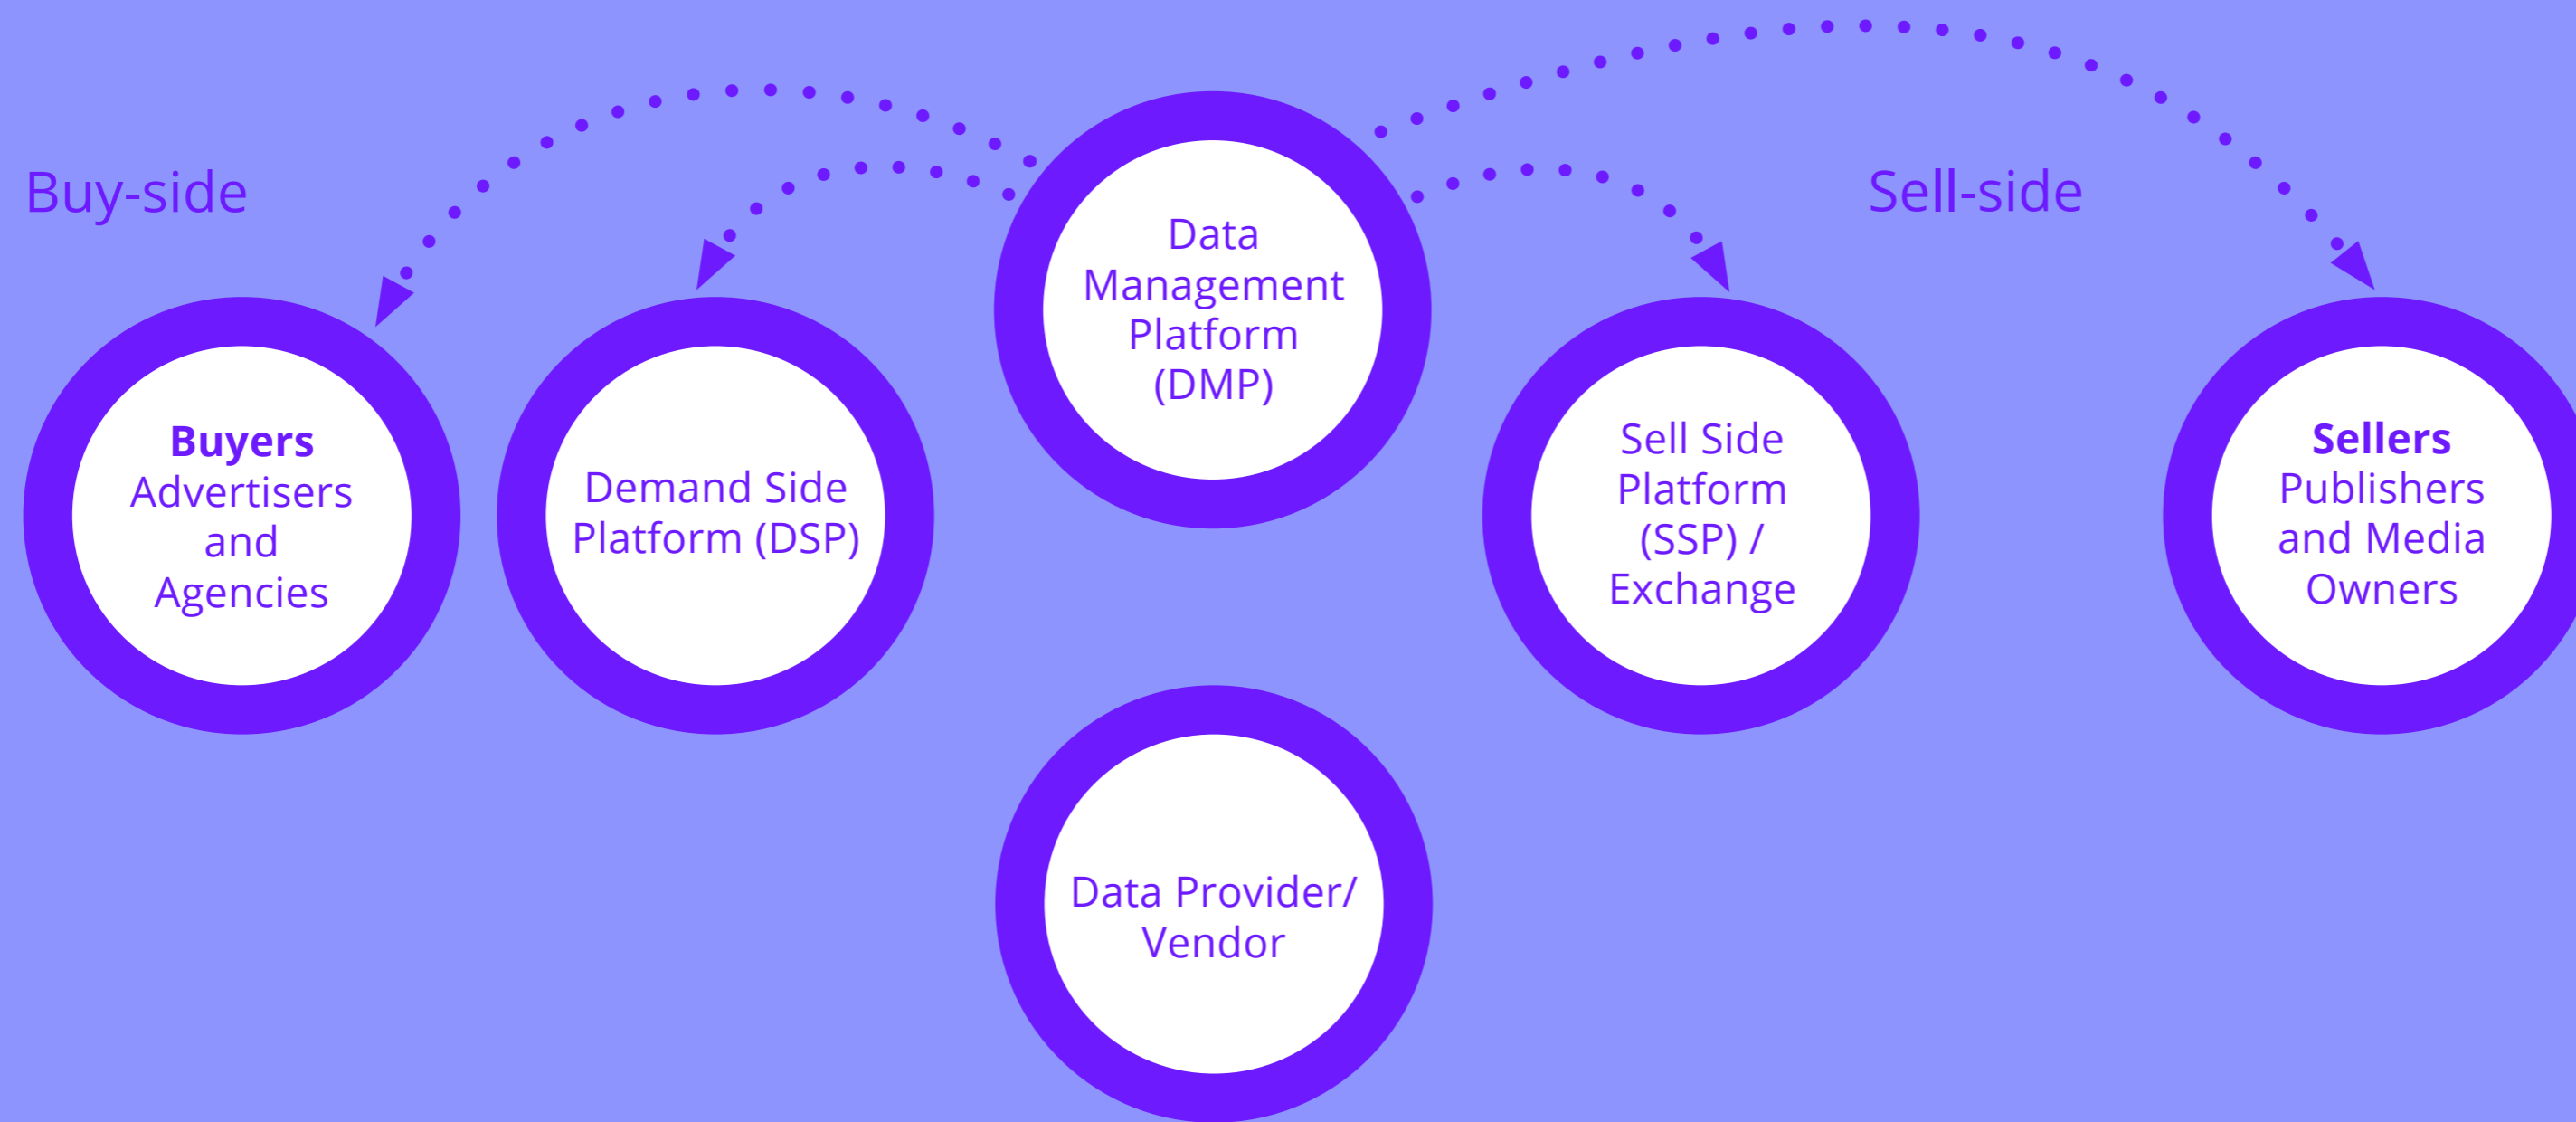 Buy-side
Sell-side
Data
Management
Platform
(DMP)
Buyers
Advertisers
and
Agencies
Demand Side
Platform (DSP)
Sell Side
Platform
(SSP) /
Exchange
Sellers
Publishers
and Media
Owners
Data Provider/
Vendor